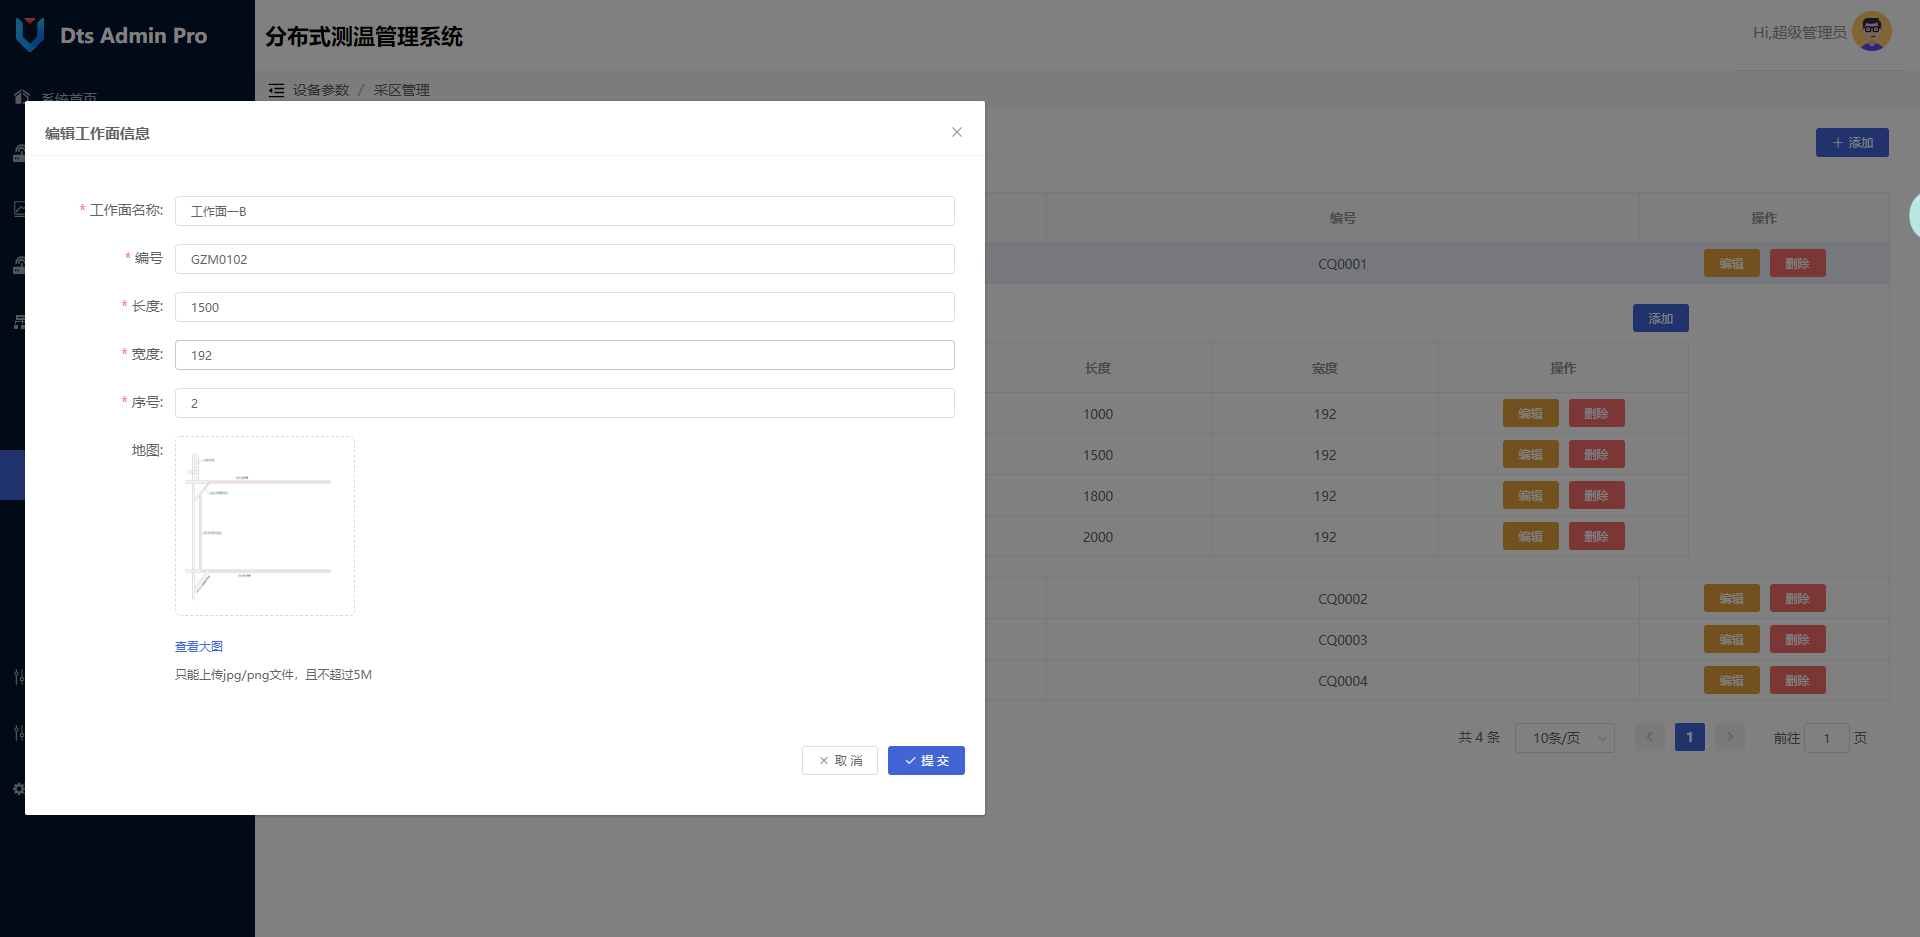 Dts Admin Pro
分布式测温管理系统
Hi,超级管理员
系统首页
设备参数 / 采区管理
编辑工作面信息
添加
* 工作面名称: 工作面一B
* 编号 GZM0102
* 长度: 1500
* 宽度: 192
* 序号: 2
地图:
查看大图
只能上传jpg/png文件，且不超过5M
取 消 提 交
编号 操作
CQ0001 编辑 删除
添加
长度 宽度 操作
1000 192 编辑 删除
1500 192 编辑 删除
1800 192 编辑 删除
2000 192 编辑 删除
CQ0002 编辑 删除
CQ0003 编辑 删除
CQ0004 编辑 删除
共 4 条 10条/页 1 前往 1 页